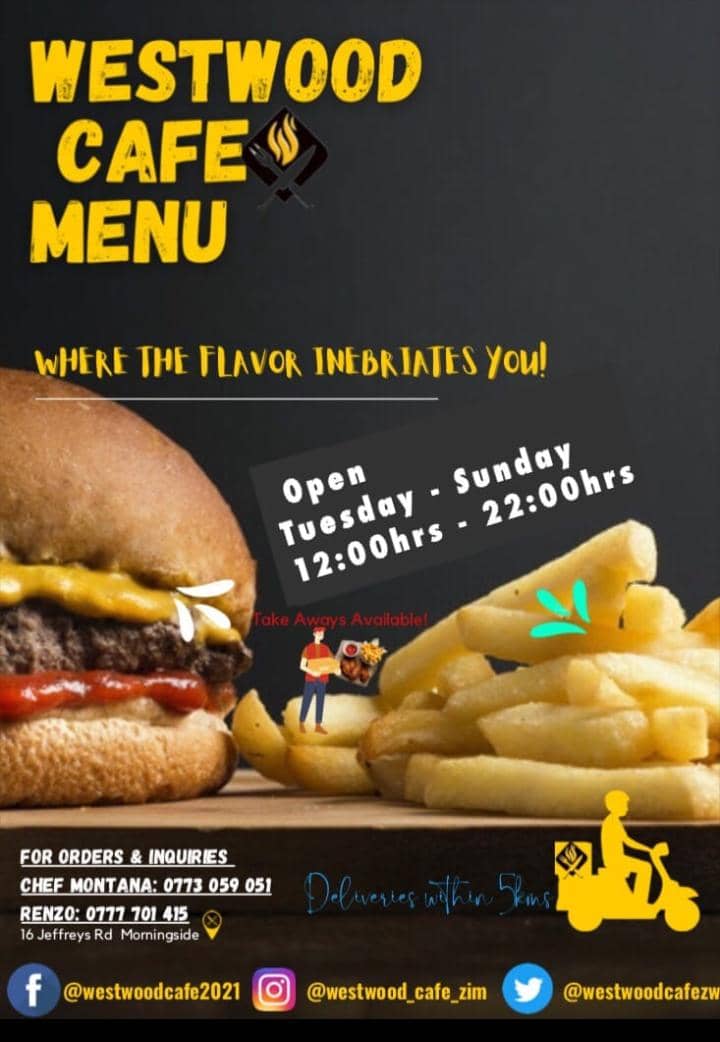 WESTWOOD
CAFE
MENU
WHERE THE FLAVOR INEBRIATES YOU!
Open
Tuesday - Sunday
12:00hrs - 22:00hrs
Take Aways Available!
FOR ORDERS & INQUIRIES
CHEF MONTANA: 0773 059 051
RENZO: 0777 701 415
16 Jeffreys Rd Morningside
Deliveries within 5kms
@westwoodcafe2021
@westwood_cafe_zim
@westwoodcafezw